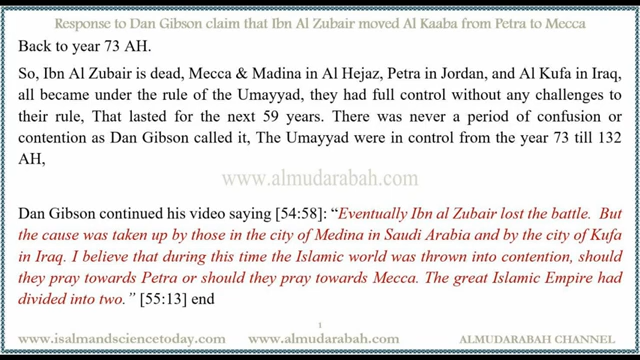 Response to Dan Gibson claim that Ibn Al Zubair moved Al Kaaba from Petra to Mecca
Back to year 73 AH.
So, Ibn Al Zubair is dead, Mecca & Madina in Al Hejaz, Petra in Jordan, and Al Kufa in Iraq,
all became under the rule of the Umayyad, they had full control without any challenges to
their rule, That lasted for the next 59 years. There was never a period of confusion or
contention as Dan Gibson called it, The Umayyad were in control from the year 73 till 132
AH,
www.almudarabah.com
Dan Gibson continued his video saying [54:58]: “Eventually Ibn al Zubair lost the battle. But
the cause was taken up by those in the city of Medina in Saudi Arabia and by the city of Kufa
in Iraq. I believe that during this time the Islamic world was thrown into contention, should
they pray towards Petra or should they pray towards Mecca. The great Islamic Empire had
divided into two.” [55:13] end
1
www.isalmandsciencetoday.com www.almudarabah.com ALMUDARABAH CHANNEL